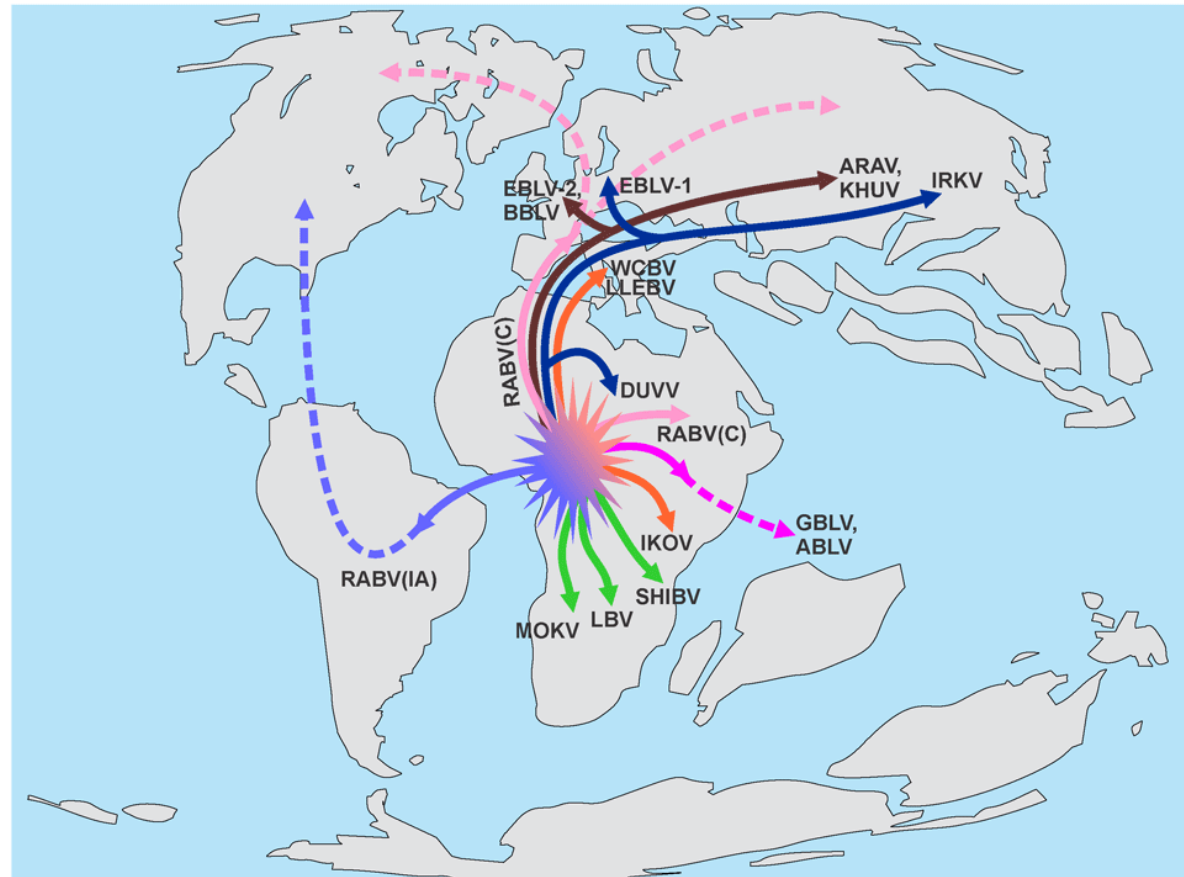 EBLV-2,
BBLV
EBLV-1
ARAV,
KHUV
IRKV
WCBV
LLEBV
RABV(C)
DUVV
RABV(C)
GBLV,
ABLV
IKOV
SHIBV
LBV
MOKV
RABV(IA)